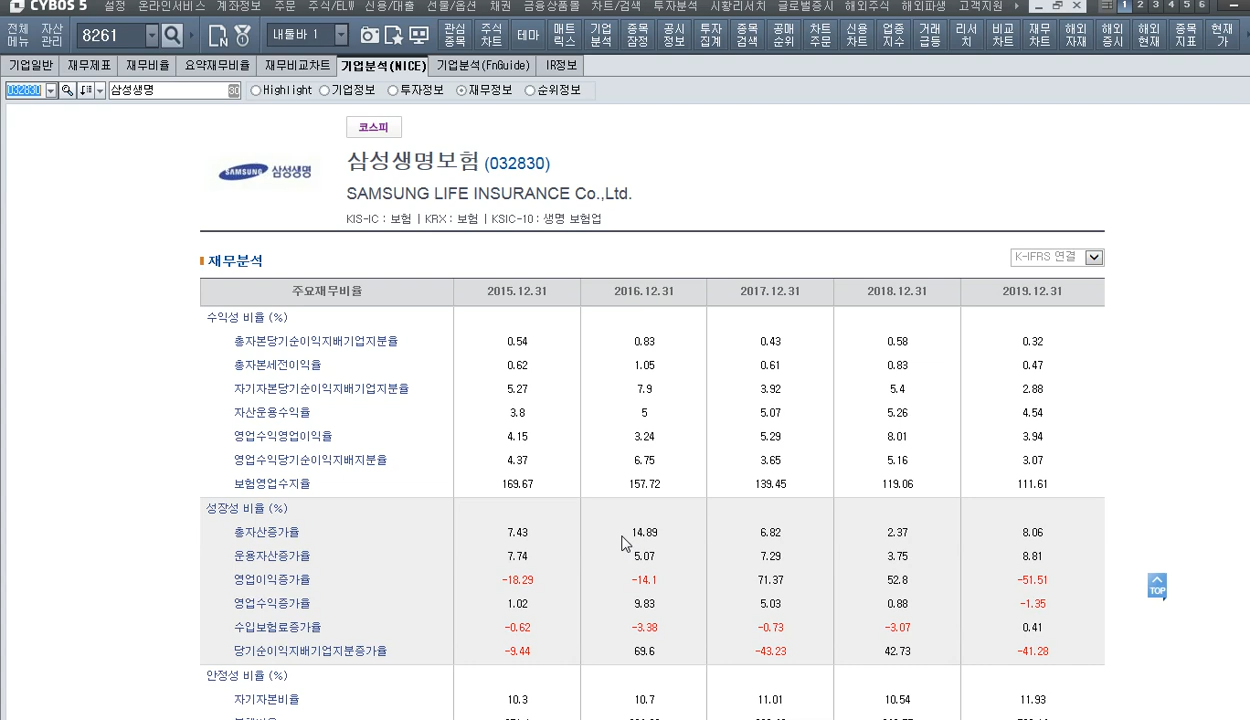 CYBOS 5 설정 온라인서비스 계좌정보 주문 주식/ELW 신용/대출 선물/옵션 채권 금융상품몰 차트/검색 투자분석 시황리서치 글로벌증시 해외주식 해외파생 고객지원 1 2 3 4 5 6
전체메뉴 자산관리 8261 내툴바 1 관심종목 주식차트 테마 매트릭스 기업분석 종목잠정 공시정보 투자집계 종목검색 공매순위 차트주문 신용차트 업종지수 거래급등 리서치 비교차트 재무차트 해외자재 해외증시 해외현재 종목지표 현재가
기업일반 재무제표 재무비율 요약재무비율 재무비교차트 기업분석(NICE) 기업분석(FnGuide) IR정보
032830 삼성생명 30 Highlight 기업정보 투자정보 재무정보 순위정보
코스피
SAMSUNG 삼성생명
삼성생명보험 (032830)
SAMSUNG LIFE INSURANCE Co.,Ltd.
KIS-IC : 보험 | KRX : 보험 | KSIC-10 : 생명 보험업
재무분석 K-IFRS 연결
주요재무비율 2015.12.31 2016.12.31 2017.12.31 2018.12.31 2019.12.31
수익성 비율 (%)
총자본당기순이익지배기업지분율 0.54 0.83 0.43 0.58 0.32
총자본세전이익율 0.62 1.05 0.61 0.83 0.47
자기자본당기순이익지배기업지분율 5.27 7.9 3.92 5.4 2.88
자산운용수익율 3.8 5 5.07 5.26 4.54
영업수익영업이익율 4.15 3.24 5.29 8.01 3.94
영업수익당기순이익지배지분율 4.37 6.75 3.65 5.16 3.07
보험영업수지율 169.67 157.72 139.45 119.06 111.61
성장성 비율 (%)
총자산증가율 7.43 14.89 6.82 2.37 8.06
운용자산증가율 7.74 5.07 7.29 3.75 8.81
영업이익증가율 -18.29 -14.1 71.37 52.8 -51.51
영업수익증가율 1.02 9.83 5.03 0.88 -1.35
수입보험료증가율 -0.62 -3.38 -0.73 -3.07 0.41
당기순이익지배기업지분증가율 -9.44 69.6 -43.23 42.73 -41.28
TOP
안정성 비율 (%)
자기자본비율 10.3 10.7 11.01 10.54 11.93